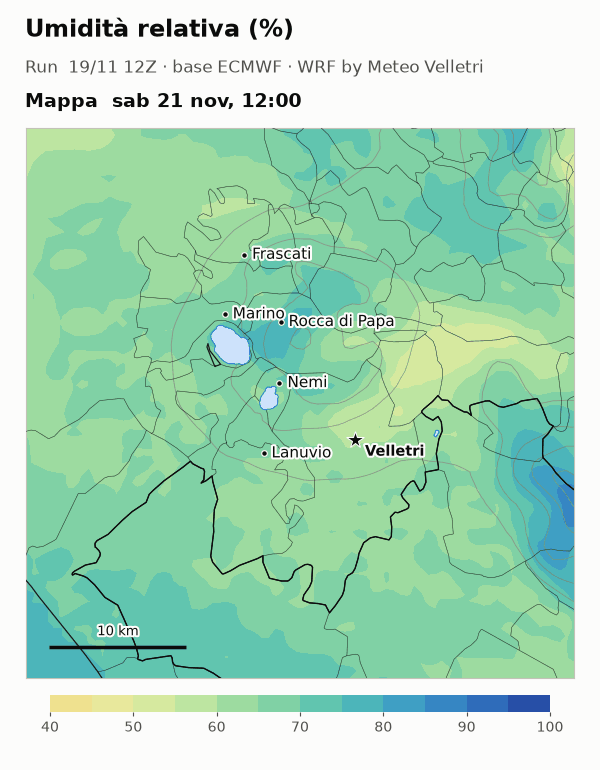 Umidità relativa (%)
Run  19/11 12Z · base ECMWF · WRF by Meteo Velletri
Mappa  sab 21 nov, 12:00
Frascati
Marino
Rocca di Papa
Nemi
Velletri
Lanuvio
10 km
40 50 60 70 80 90 100